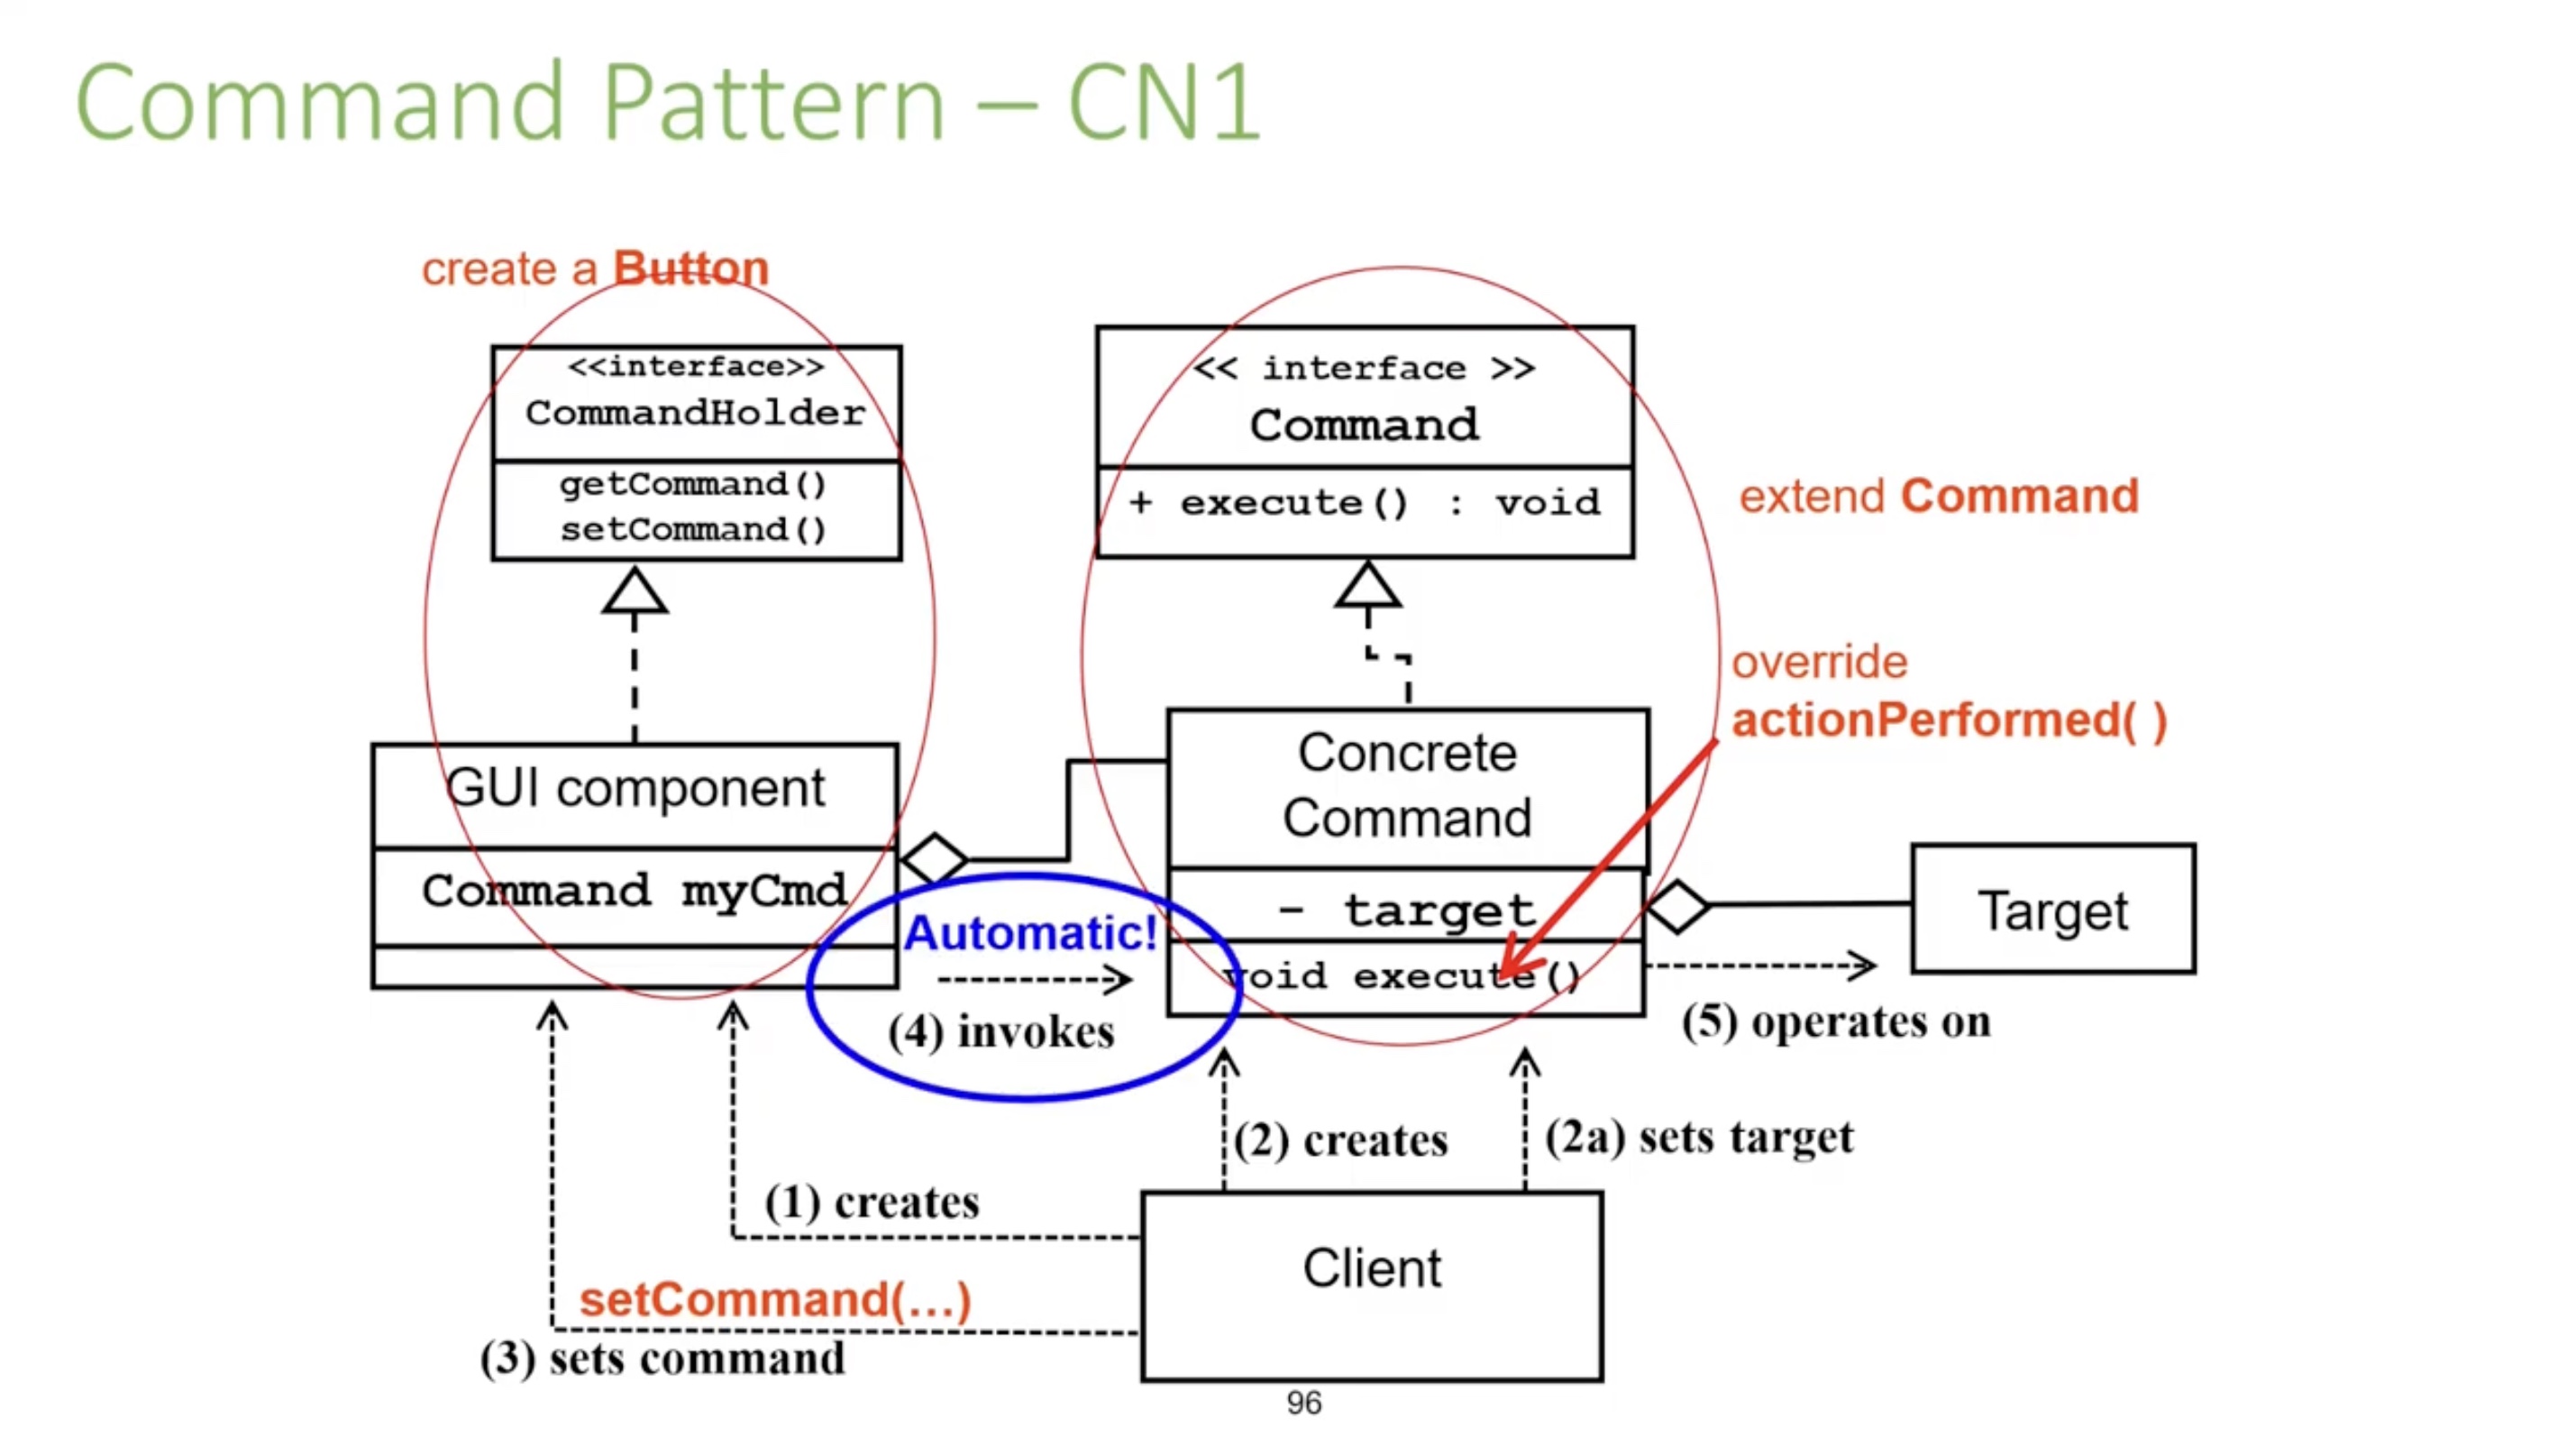 Command Pattern – CN1
create a Button
<<interface>>
CommandHolder
getCommand()
setCommand()
<< interface >>
Command
+ execute() : void
extend Command
override
actionPerformed( )
GUI component
Command myCmd
Concrete
Command
- target
void execute()
Target
Automatic!
(4) invokes
(5) operates on
(2) creates
(2a) sets target
(1) creates
Client
setCommand(...)
(3) sets command
96